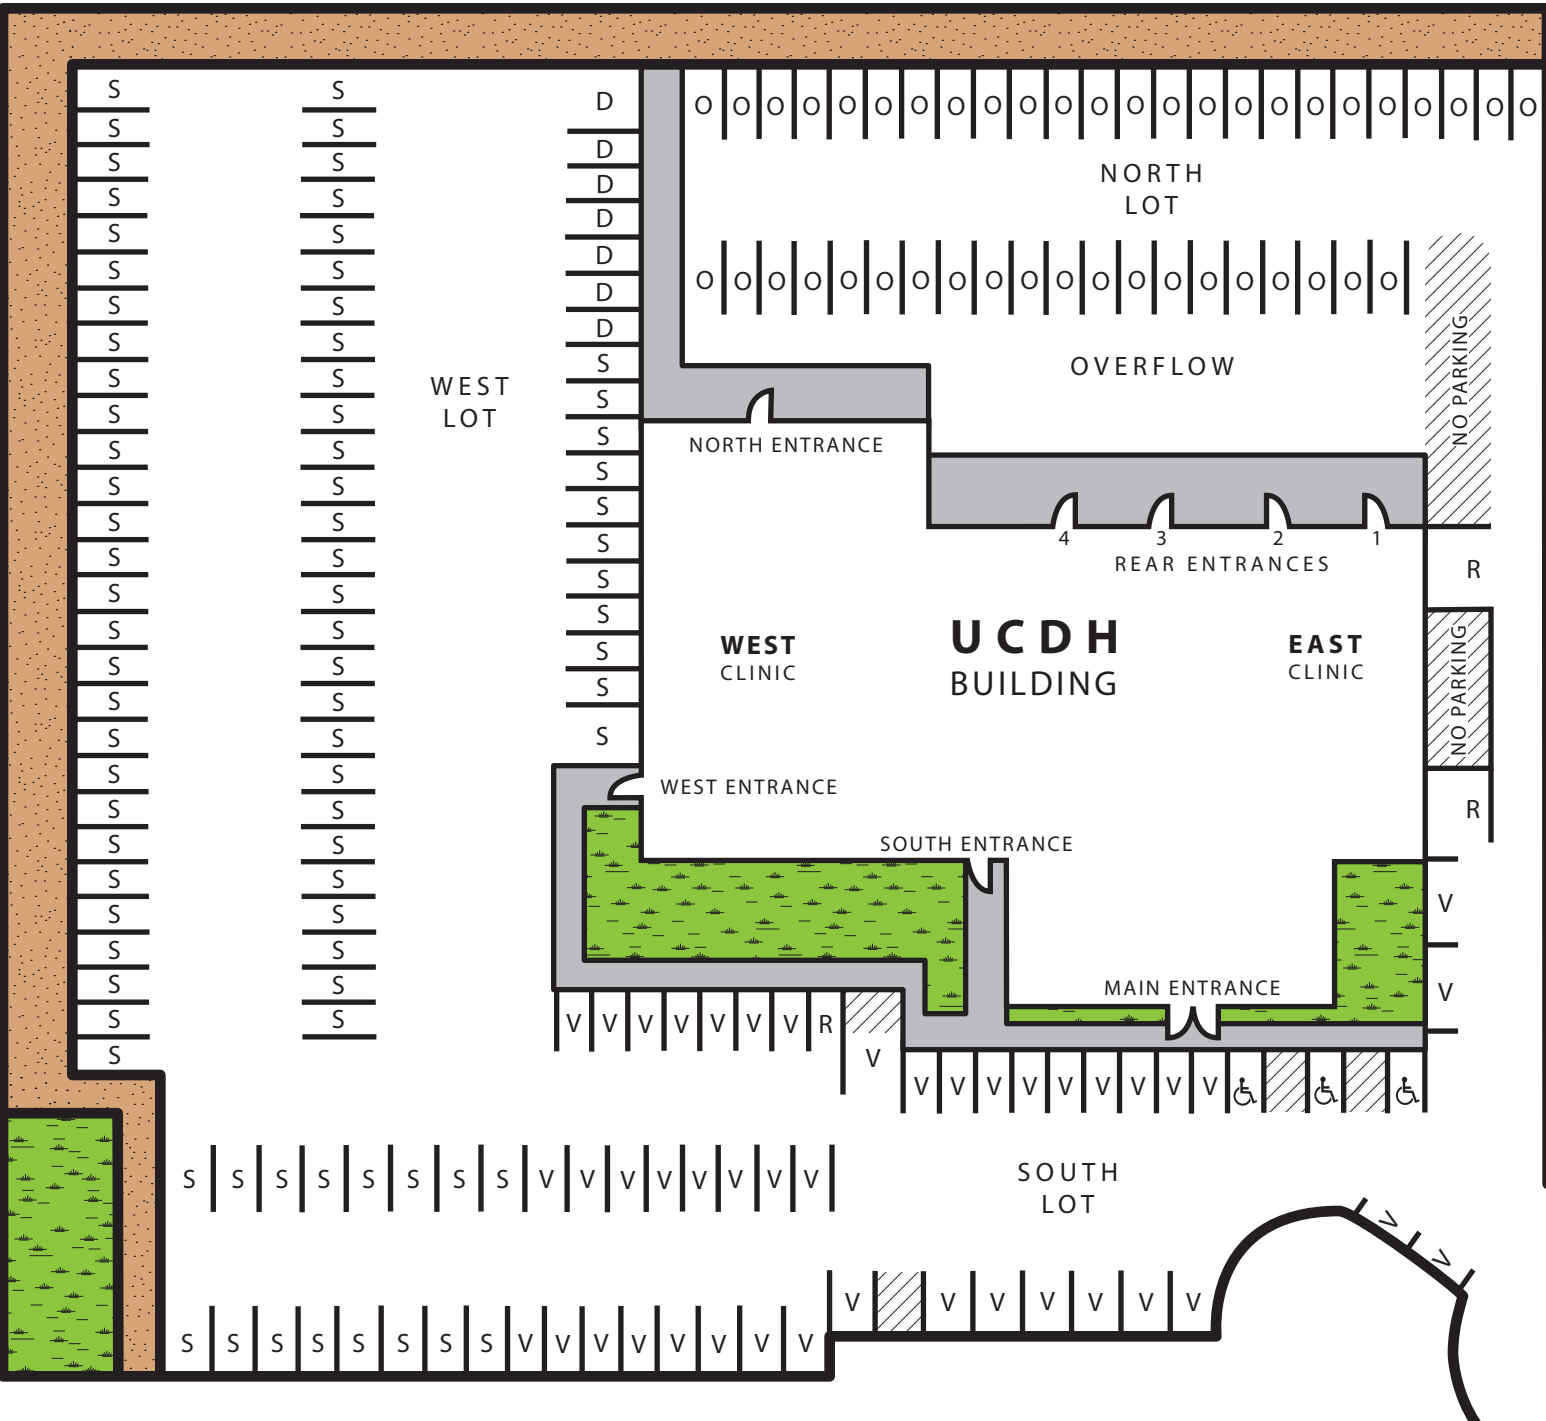 S S D O O O O O O O O O O O O O O O O O O O O O O O O
S S D
S S D
S S D
S S D
S S D
S S D
S S S
S S S
S S S
S S S
S S S
S S S
S S S
S S S
S S S
S S S
S S S
S S
S S
S S
S S
S S
S S
S S
S S
S S
S
NORTH
LOT
O O O O O O O O O O O O O O O O O O O O
OVERFLOW
NO PARKING
WEST
LOT
NORTH ENTRANCE
4 3 2 1
REAR ENTRANCES
R
UCDH
BUILDING
WEST
CLINIC
EAST
CLINIC
NO PARKING
WEST ENTRANCE
R
SOUTH ENTRANCE
V
V
MAIN ENTRANCE
V V V V V V V R
V
V V V V V V V V V
SOUTH
LOT
S S S S S S S S V V V V V V V V
V
V
V V V V V V V
S S S S S S S S V V V V V V V V